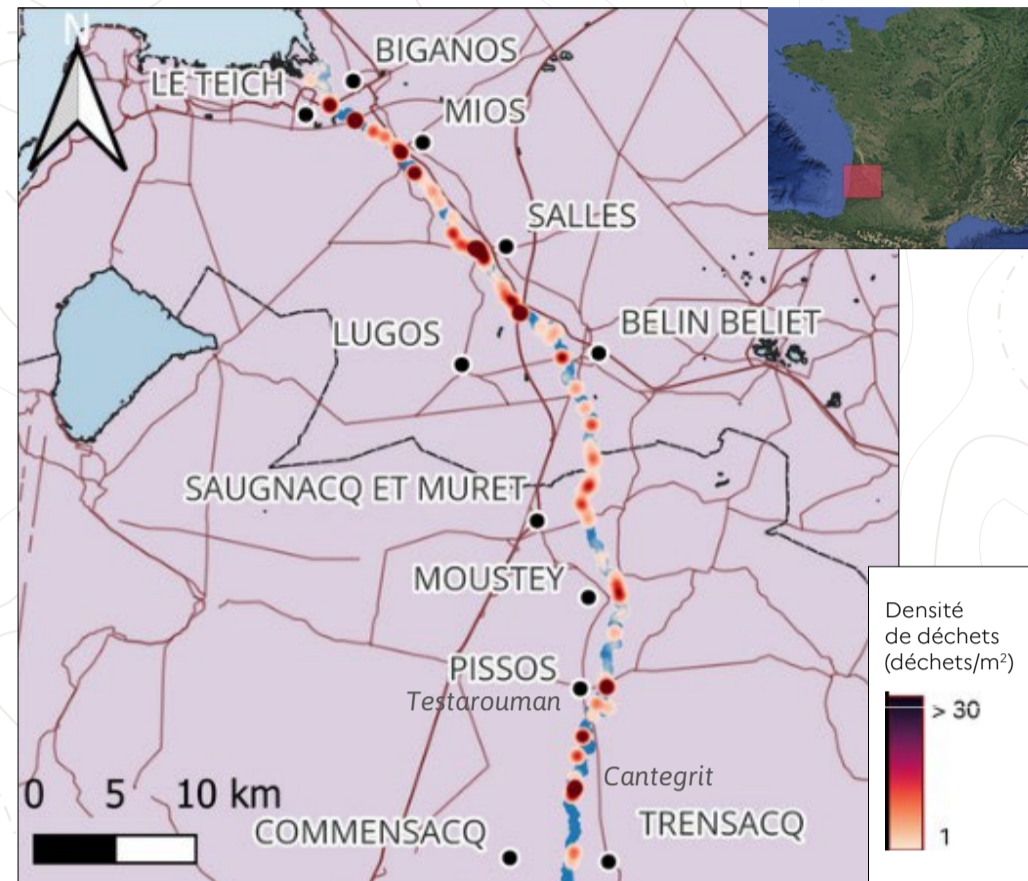 N
BIGANOS
LE TEICH
MIOS
SALLES
LUGOS
BELIN BELIET
SAUGNACQ ET MURET
MOUSTEY
PISSOS
Testarouman
Cantegrit
0 5 10 km
COMMENSACQ
TRENSACQ
Densité
de déchets
(déchets/m²)
> 30
1